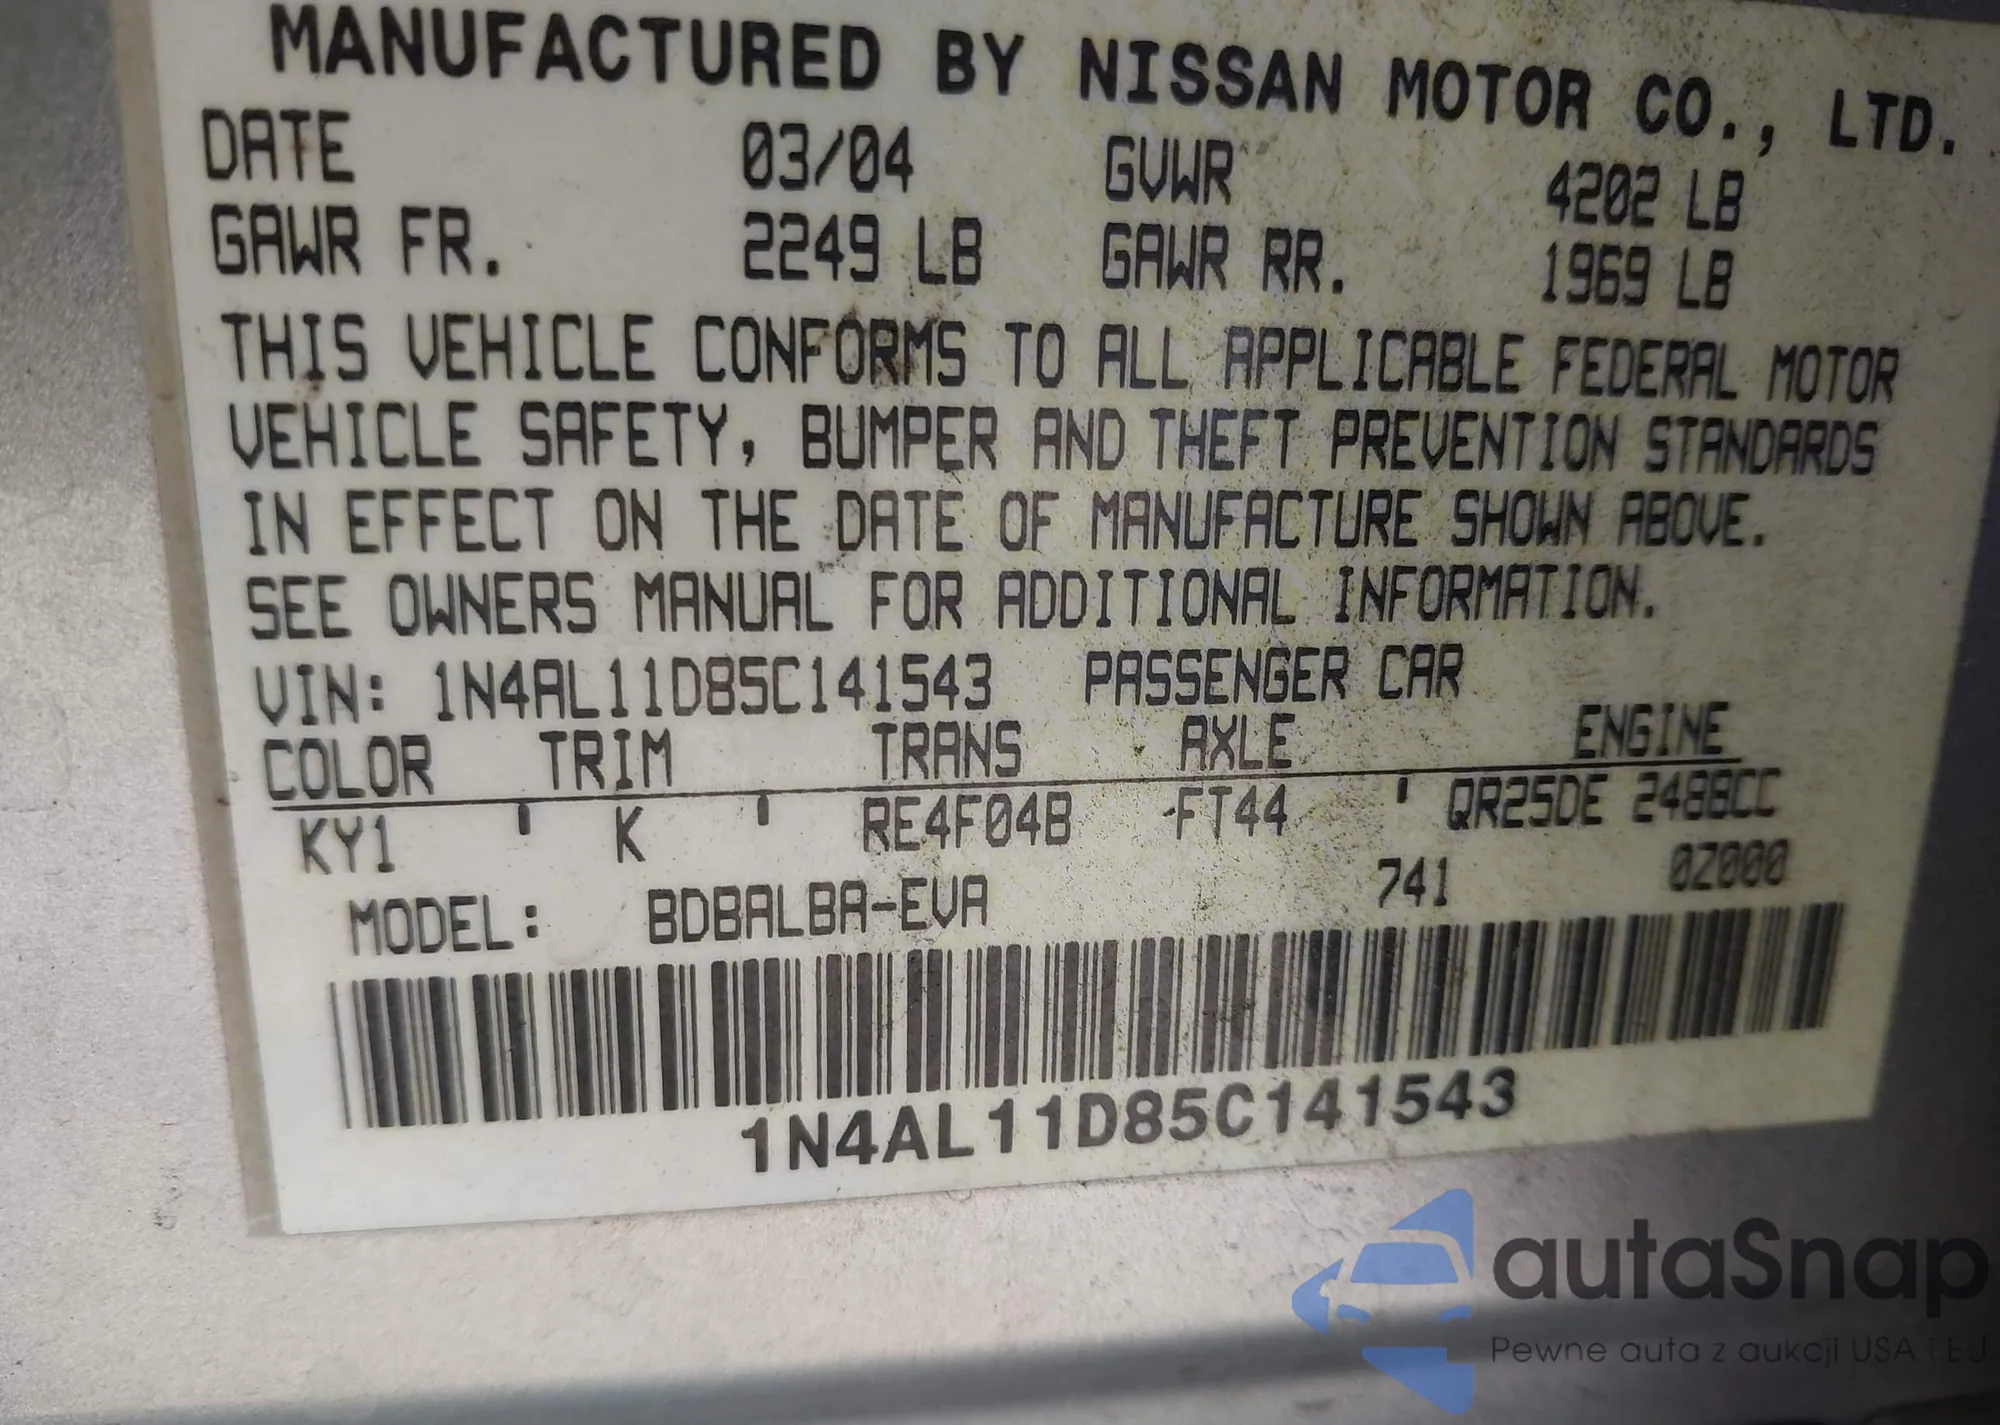 MANUFACTURED BY NISSAN MOTOR CO., LTD.
DATE 03/04 GVWR 4202 LB
GAWR FR. 2249 LB GAWR RR. 1969 LB
THIS VEHICLE CONFORMS TO ALL APPLICABLE FEDERAL MOTOR
VEHICLE SAFETY, BUMPER AND THEFT PREVENTION STANDARDS
IN EFFECT ON THE DATE OF MANUFACTURE SHOWN ABOVE.
SEE OWNERS MANUAL FOR ADDITIONAL INFORMATION.
VIN: 1N4AL11D85C141543 PASSENGER CAR
COLOR TRIM TRANS AXLE ENGINE
KY1 ' K ' RE4F04B FT44 ' QR25DE 2488CC
MODEL: BDBALBA-EVA 741 0Z000
1N4AL11D85C141543
autaSnap
Pewne auta z aukcji USA i EU